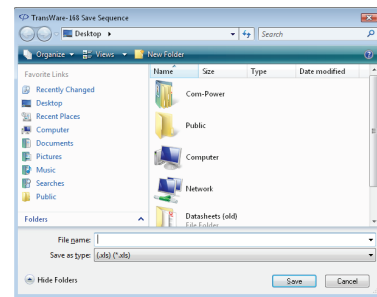 TransWare-168 Save Sequence
Desktop
Search
Organize Views New Folder
Favorite Links
Recently Changed
Desktop
Recent Places
Computer
Documents
Pictures
Music
Searches
Public
Folders
Name Size Type Date modified
Com-Power
Public
Computer
Network
Datasheets (old)
File Folder
File name:
Save as type: (.xls) (*.xls)
Hide Folders Save Cancel